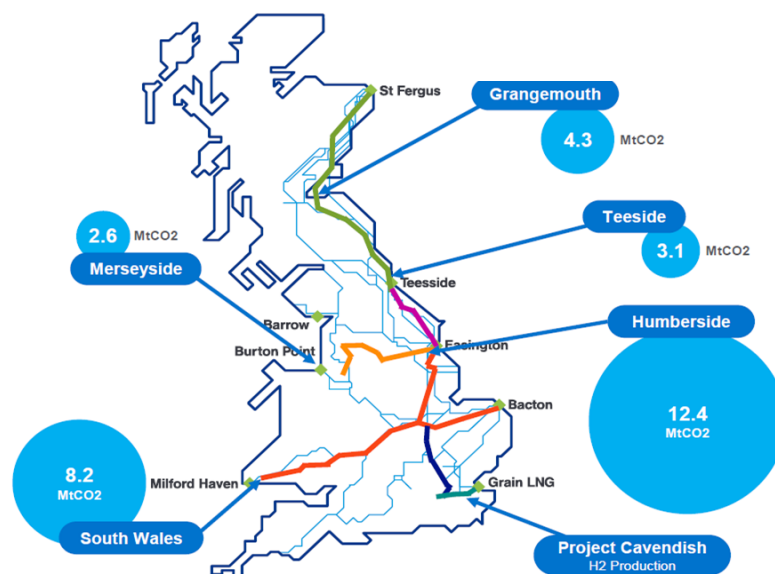 St Fergus
Grangemouth
4.3 MtCO2
Teeside
3.1 MtCO2
2.6 MtCO2
Merseyside
Teesside
Barrow
Burton Point
Easington
Humberside
12.4
MtCO2
Bacton
8.2
MtCO2
Milford Haven
Grain LNG
South Wales
Project Cavendish
H2 Production